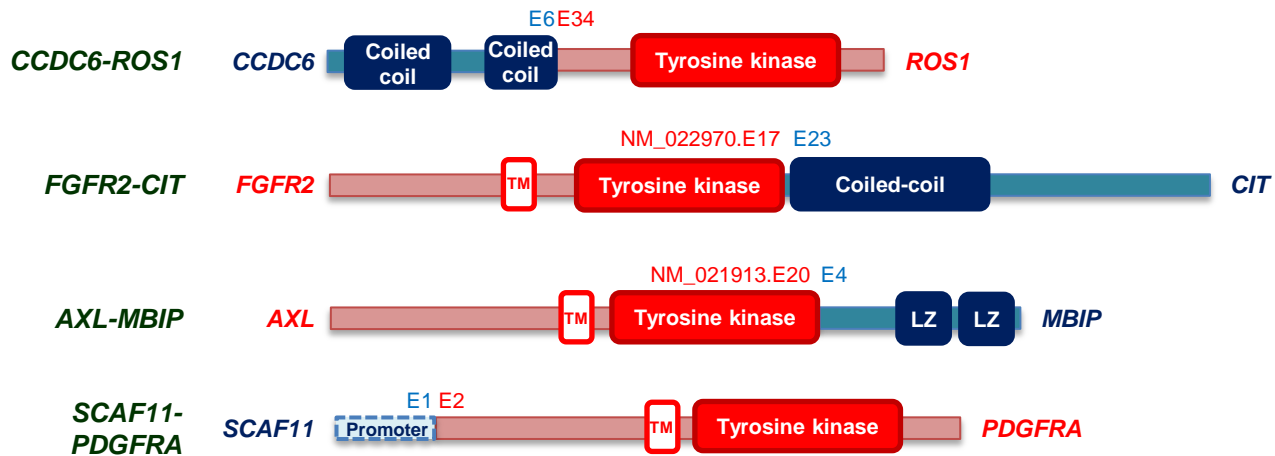 E6 E34
CCDC6-ROS1 CCDC6 Coiled coil Coiled coil Tyrosine kinase ROS1
NM_022970.E17 E23
FGFR2-CIT FGFR2 TM Tyrosine kinase Coiled-coil CIT
NM_021913.E20 E4
AXL-MBIP AXL TM Tyrosine kinase LZ LZ MBIP
E1 E2
SCAF11-
PDGFRA SCAF11 Promoter TM Tyrosine kinase PDGFRA